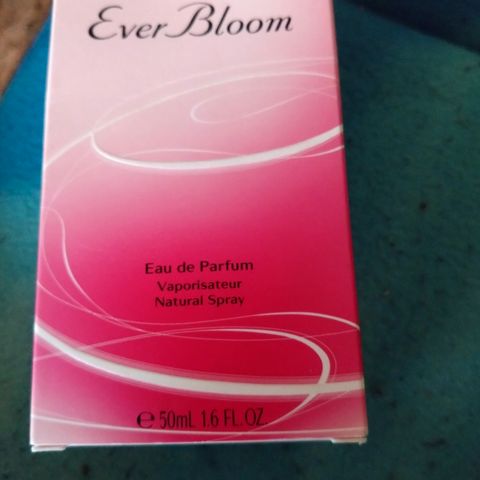 Ever Bloom
Eau de Parfum
Vaporisateur
Natural Spray
℮ 50mL 1.6 FL.OZ.